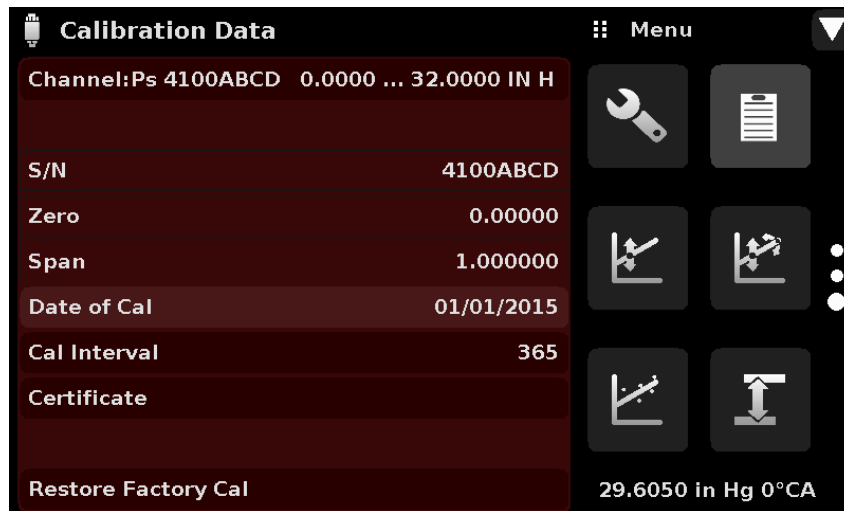 Calibration Data
Menu
Channel:Ps 4100ABCD 0.0000 ... 32.0000 IN H
S/N 4100ABCD
Zero 0.00000
Span 1.000000
Date of Cal 01/01/2015
Cal Interval 365
Certificate
Restore Factory Cal
29.6050 in Hg 0°CA